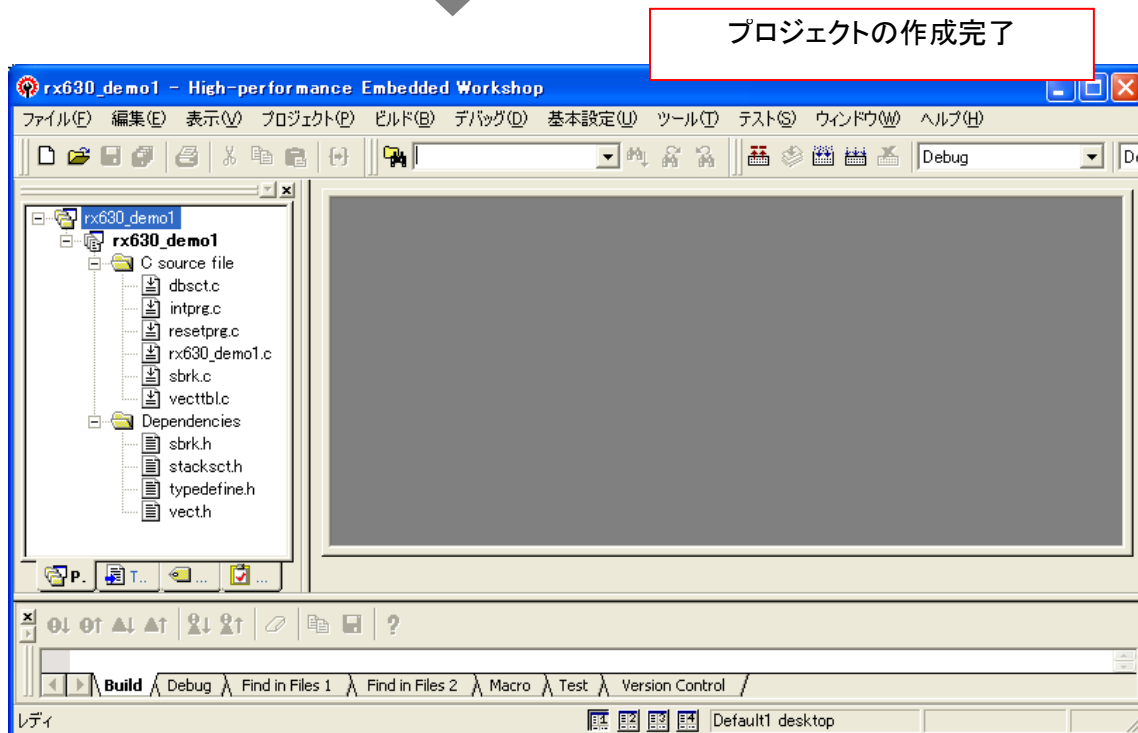 プロジェクトの作成完了
rx630_demo1 - High-performance Embedded Workshop
ファイル(F) 編集(E) 表示(V) プロジェクト(P) ビルド(B) デバッグ(D) 基本設定(U) ツール(T) テスト(S) ウィンドウ(W) ヘルプ(H)
Debug
rx630_demo1
rx630_demo1
C source file
dbsct.c
intprg.c
resetprg.c
rx630_demo1.c
sbrk.c
vecttbl.c
Dependencies
sbrk.h
stacksct.h
typedefine.h
vect.h
P. T.. ... ...
Build Debug Find in Files 1 Find in Files 2 Macro Test Version Control
レディ 1 2 3 4 Default1 desktop